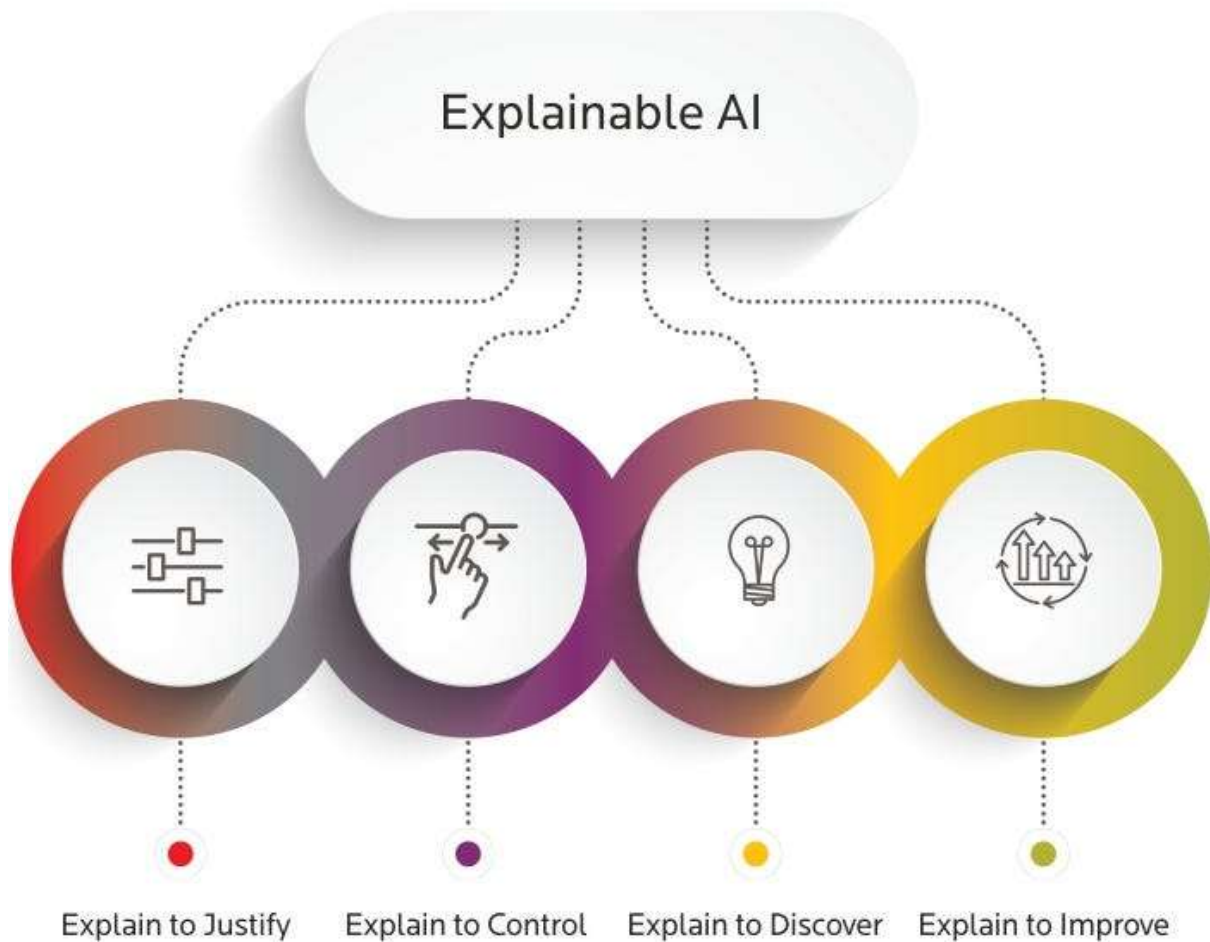 Explainable AI
Explain to Justify
Explain to Control
Explain to Discover
Explain to Improve